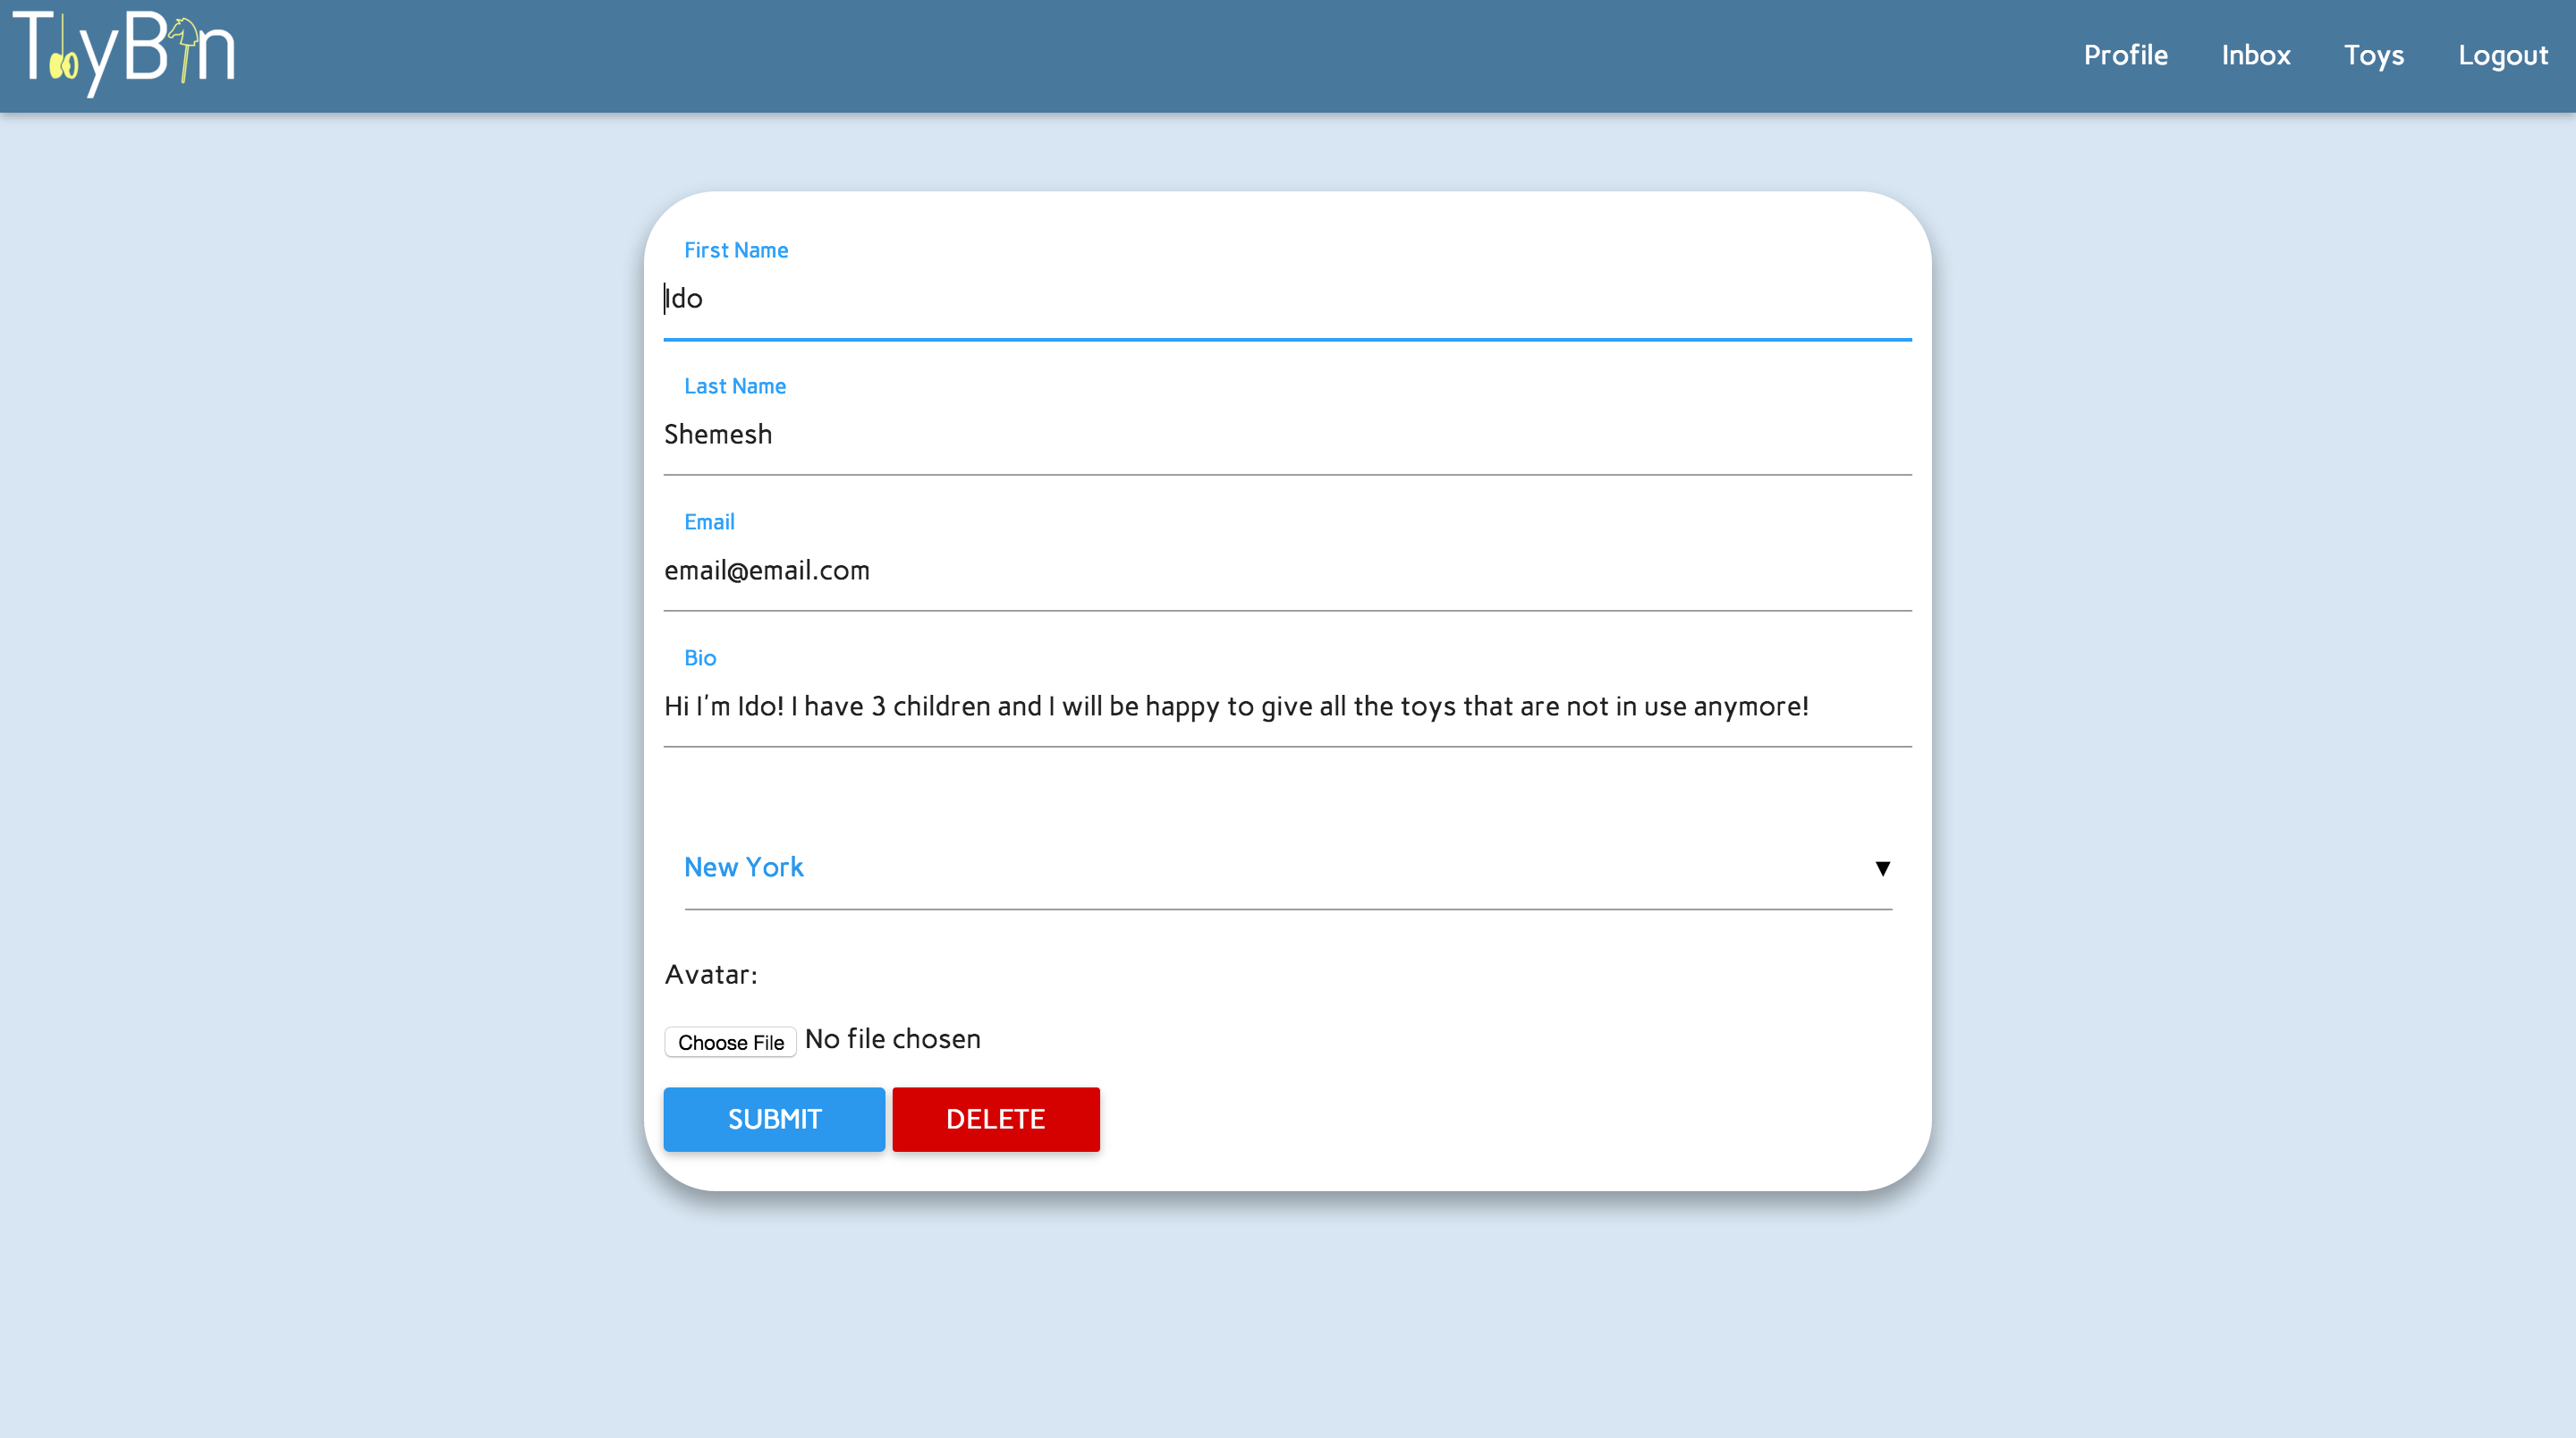 ToyBin
Profile Inbox Toys Logout
First Name
Ido
Last Name
Shemesh
Email
email@email.com
Bio
Hi I'm Ido! I have 3 children and I will be happy to give all the toys that are not in use anymore!
New York
Avatar:
Choose File No file chosen
SUBMIT DELETE